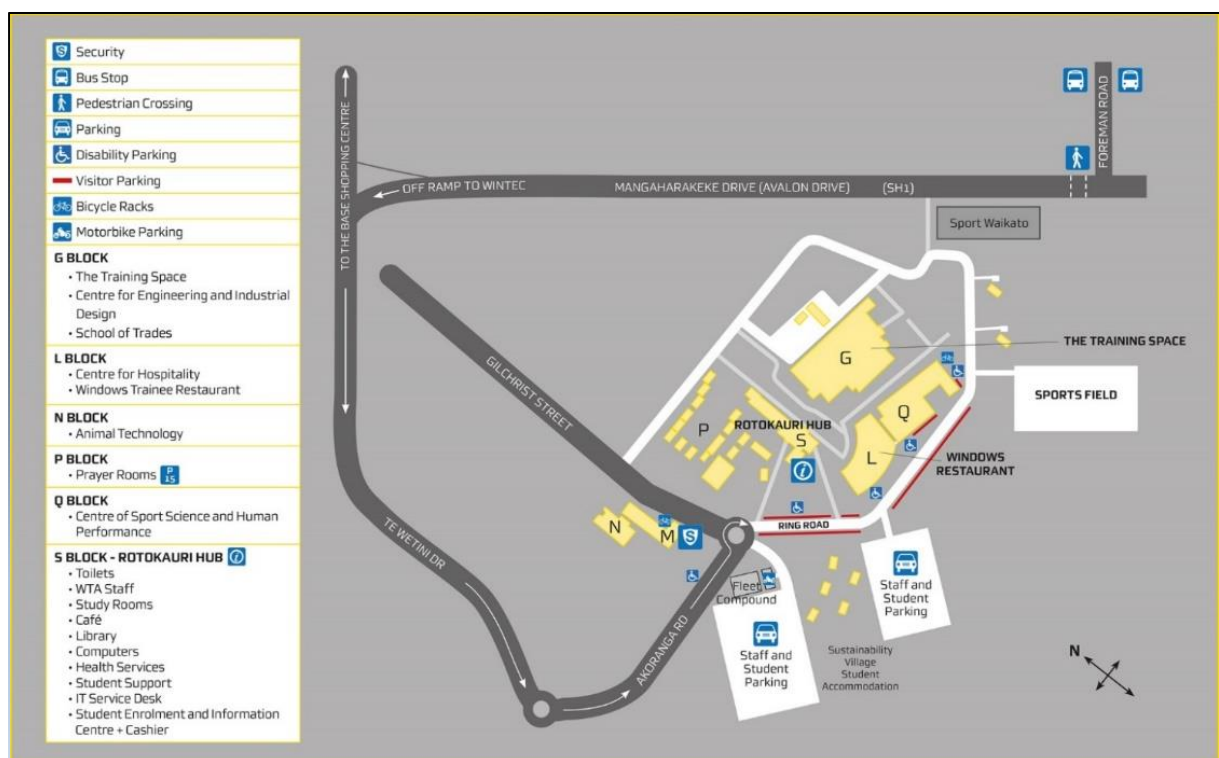 Security
Bus Stop
Pedestrian Crossing
Parking
Disability Parking
Visitor Parking
Bicycle Racks
Motorbike Parking
G BLOCK
• The Training Space
• Centre for Engineering and Industrial
Design
• School of Trades
L BLOCK
• Centre for Hospitality
• Windows Trainee Restaurant
N BLOCK
• Animal Technology
P BLOCK
• Prayer Rooms P
15
Q BLOCK
• Centre of Sport Science and Human
Performance
S BLOCK - ROTOKAURI HUB i
• Toilets
• WTA Staff
• Study Rooms
• Café
• Library
• Computers
• Health Services
• Student Support
• IT Service Desk
• Student Enrolment and Information
Centre + Cashier
TO THE BASE SHOPPING CENTRE
OFF RAMP TO WINTEC
MANGAHARAKEKE DRIVE (AVALON DRIVE) (SH1)
FOREMAN ROAD
Sport Waikato
GILCHRIST STREET
THE TRAINING SPACE
G
SPORTS FIELD
Q
P
ROTOKAURI HUB
S
i
L
WINDOWS
RESTAURANT
N
M
S
RING ROAD
TE WETINI DR
AKORANGA RD
Fleet
Compound
Staff and
Student
Parking
Staff and
Student
Parking
Sustainability
Village
Student
Accommodation
N